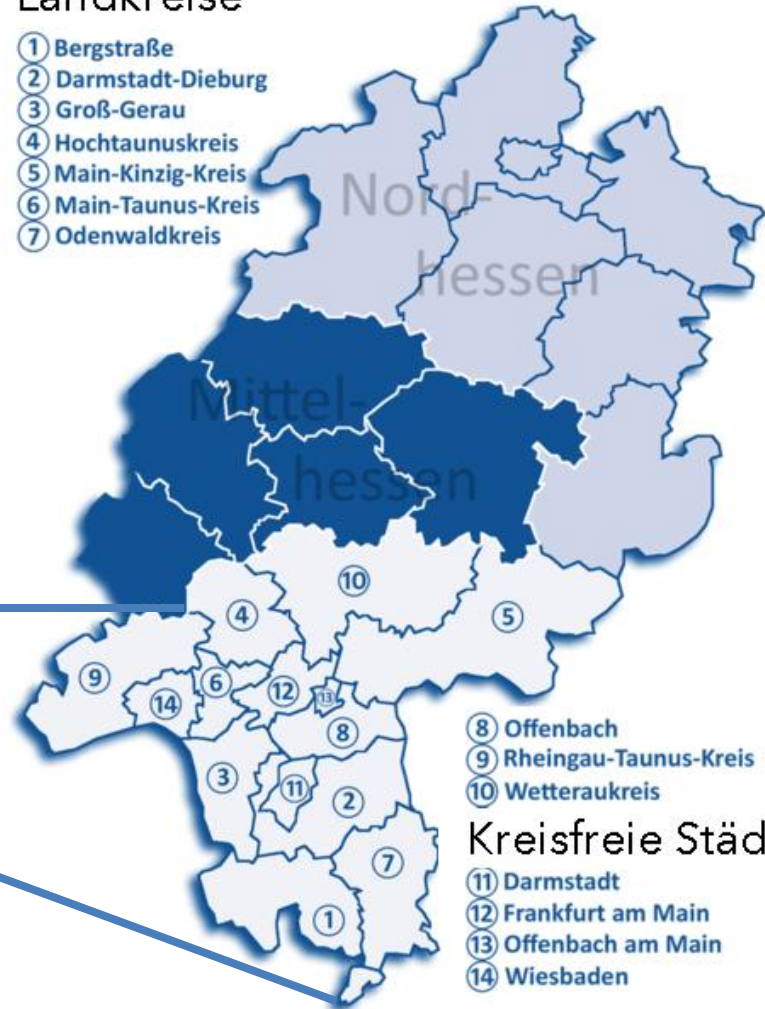 Landkreise
① Bergstraße
② Darmstadt-Dieburg
③ Groß-Gerau
④ Hochtaunuskreis
⑤ Main-Kinzig-Kreis
⑥ Main-Taunus-Kreis
⑦ Odenwaldkreis
Nord-
hessen
Mittel-
hessen
⑩
④
⑤
⑨
⑥
⑭
⑫
⑬
⑧
③
⑪
②
⑦
①
⑧ Offenbach
⑨ Rheingau-Taunus-Kreis
⑩ Wetteraukreis
Kreisfreie Städ
⑪ Darmstadt
⑫ Frankfurt am Main
⑬ Offenbach am Main
⑭ Wiesbaden